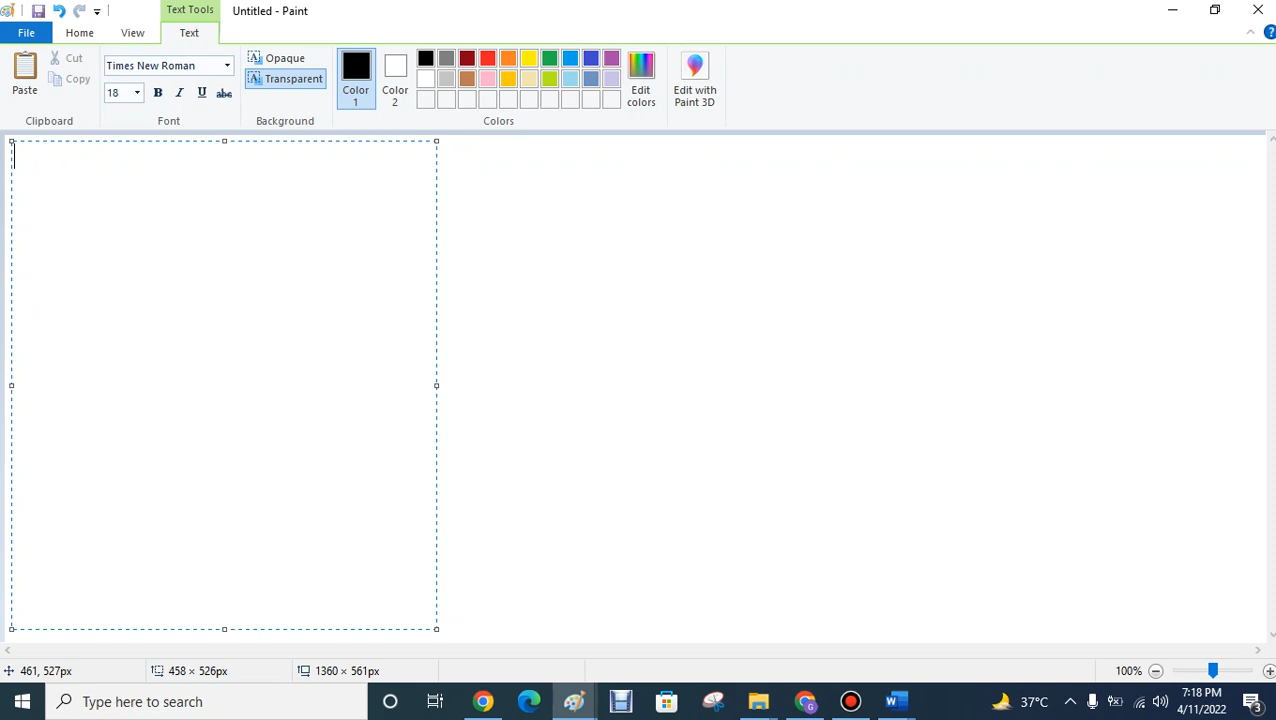 Text Tools
Untitled - Paint
File
Home
View
Text
Paste
Cut
Copy
Clipboard
Times New Roman
18
B I U abc
Font
Opaque
Transparent
Background
Color 1
Color 2
Edit colors
Colors
Edit with Paint 3D
461, 527px
458 × 526px
1360 × 561px
100%
Type here to search
37°C
7:18 PM
4/11/2022
3